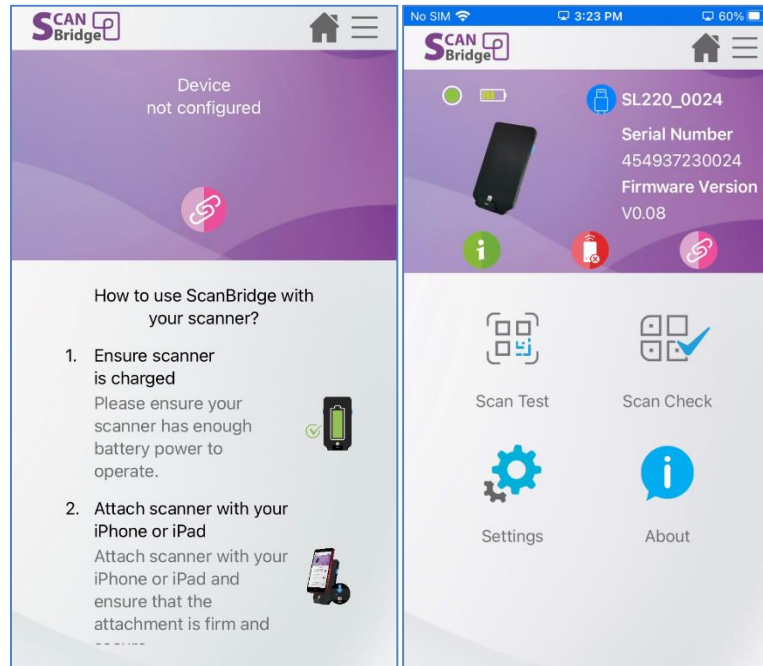 SCAN
Bridge
Device
not configured
How to use ScanBridge with
your scanner?
1. Ensure scanner
is charged
Please ensure your
scanner has enough
battery power to
operate.
2. Attach scanner with your
iPhone or iPad
Attach scanner with your
iPhone or iPad and
ensure that the
attachment is firm and
No SIM 3:23 PM 60%
SCAN
Bridge
SL220_0024
Serial Number
454937230024
Firmware Version
V0.08
Scan Test Scan Check
Settings About